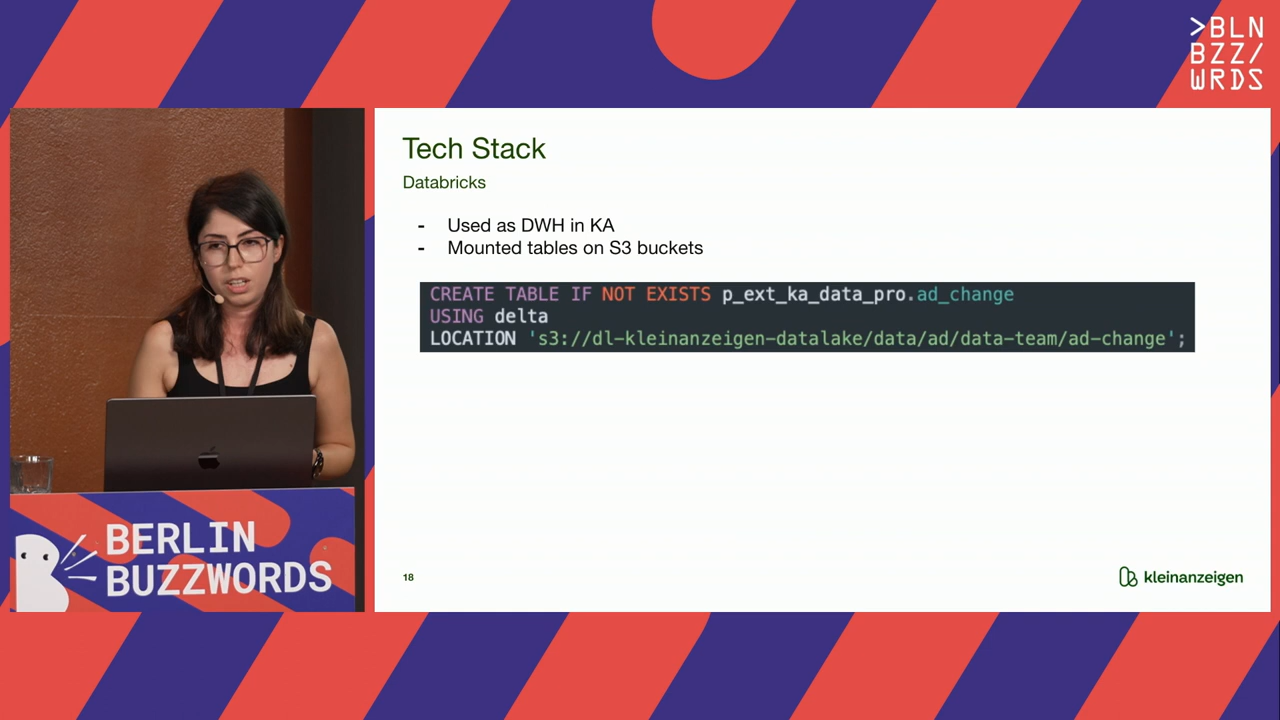 >BLN
BZZ/
WRDS
Tech Stack
Databricks
- Used as DWH in KA
- Mounted tables on S3 buckets
CREATE TABLE IF NOT EXISTS p_ext_ka_data_pro.ad_change
USING delta
LOCATION 's3://dl-kleinanzeigen-datalake/data/ad/data-team/ad-change';
18
kleinanzeigen
BERLIN
BUZZWORDS